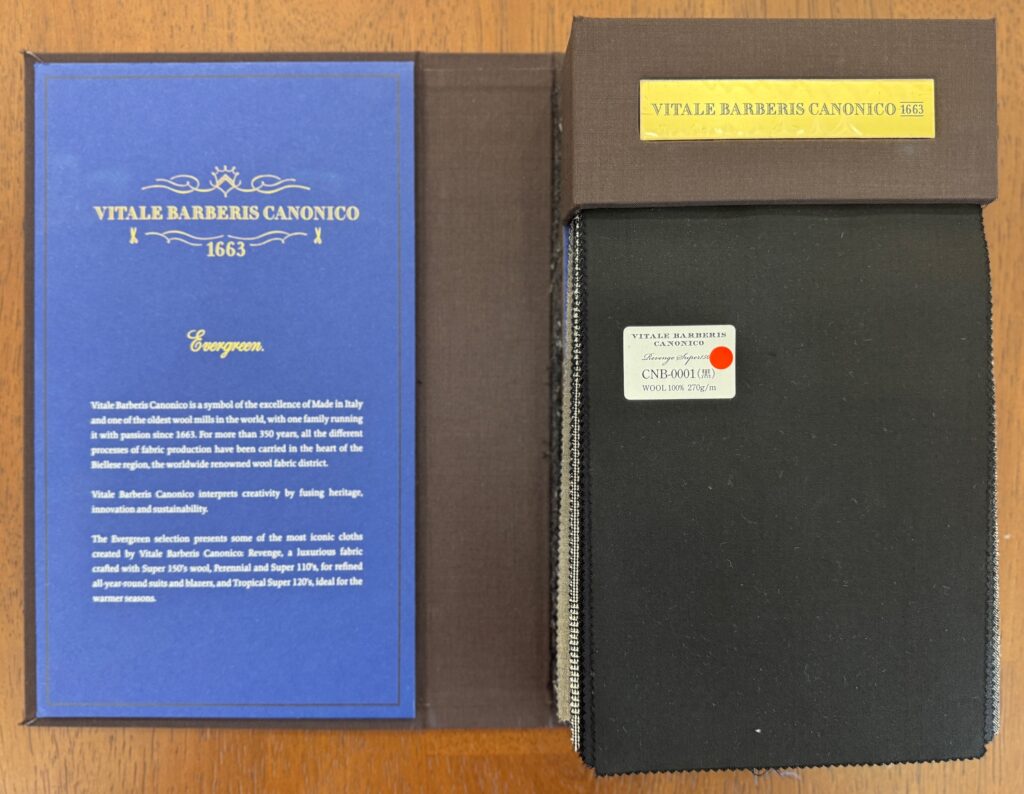 VITALE BARBERIS CANONICO
1663
Evergreen.
Vitale Barberis Canonico is a symbol of the excellence of Made in Italy
and one of the oldest wool mills in the world, with one family running
it with passion since 1663. For more than 350 years, all the different
processes of fabric production have been carried in the heart of the
Biellese region, the worldwide renowned wool fabric district.
Vitale Barberis Canonico interprets creativity by fusing heritage,
innovation and sustainability.
The Evergreen selection presents some of the most iconic cloths
created by Vitale Barberis Canonico: Revenge, a luxurious fabric
crafted with Super 150's wool, Perennial and Super 110's, for refined
all-year-round suits and blazers, and Tropical Super 120's, ideal for the
warmer seasons.
VITALE BARBERIS CANONICO 1663
VITALE BARBERIS
CANONICO
Revenge
CNB-0001(黒)
WOOL 100% 270g/m